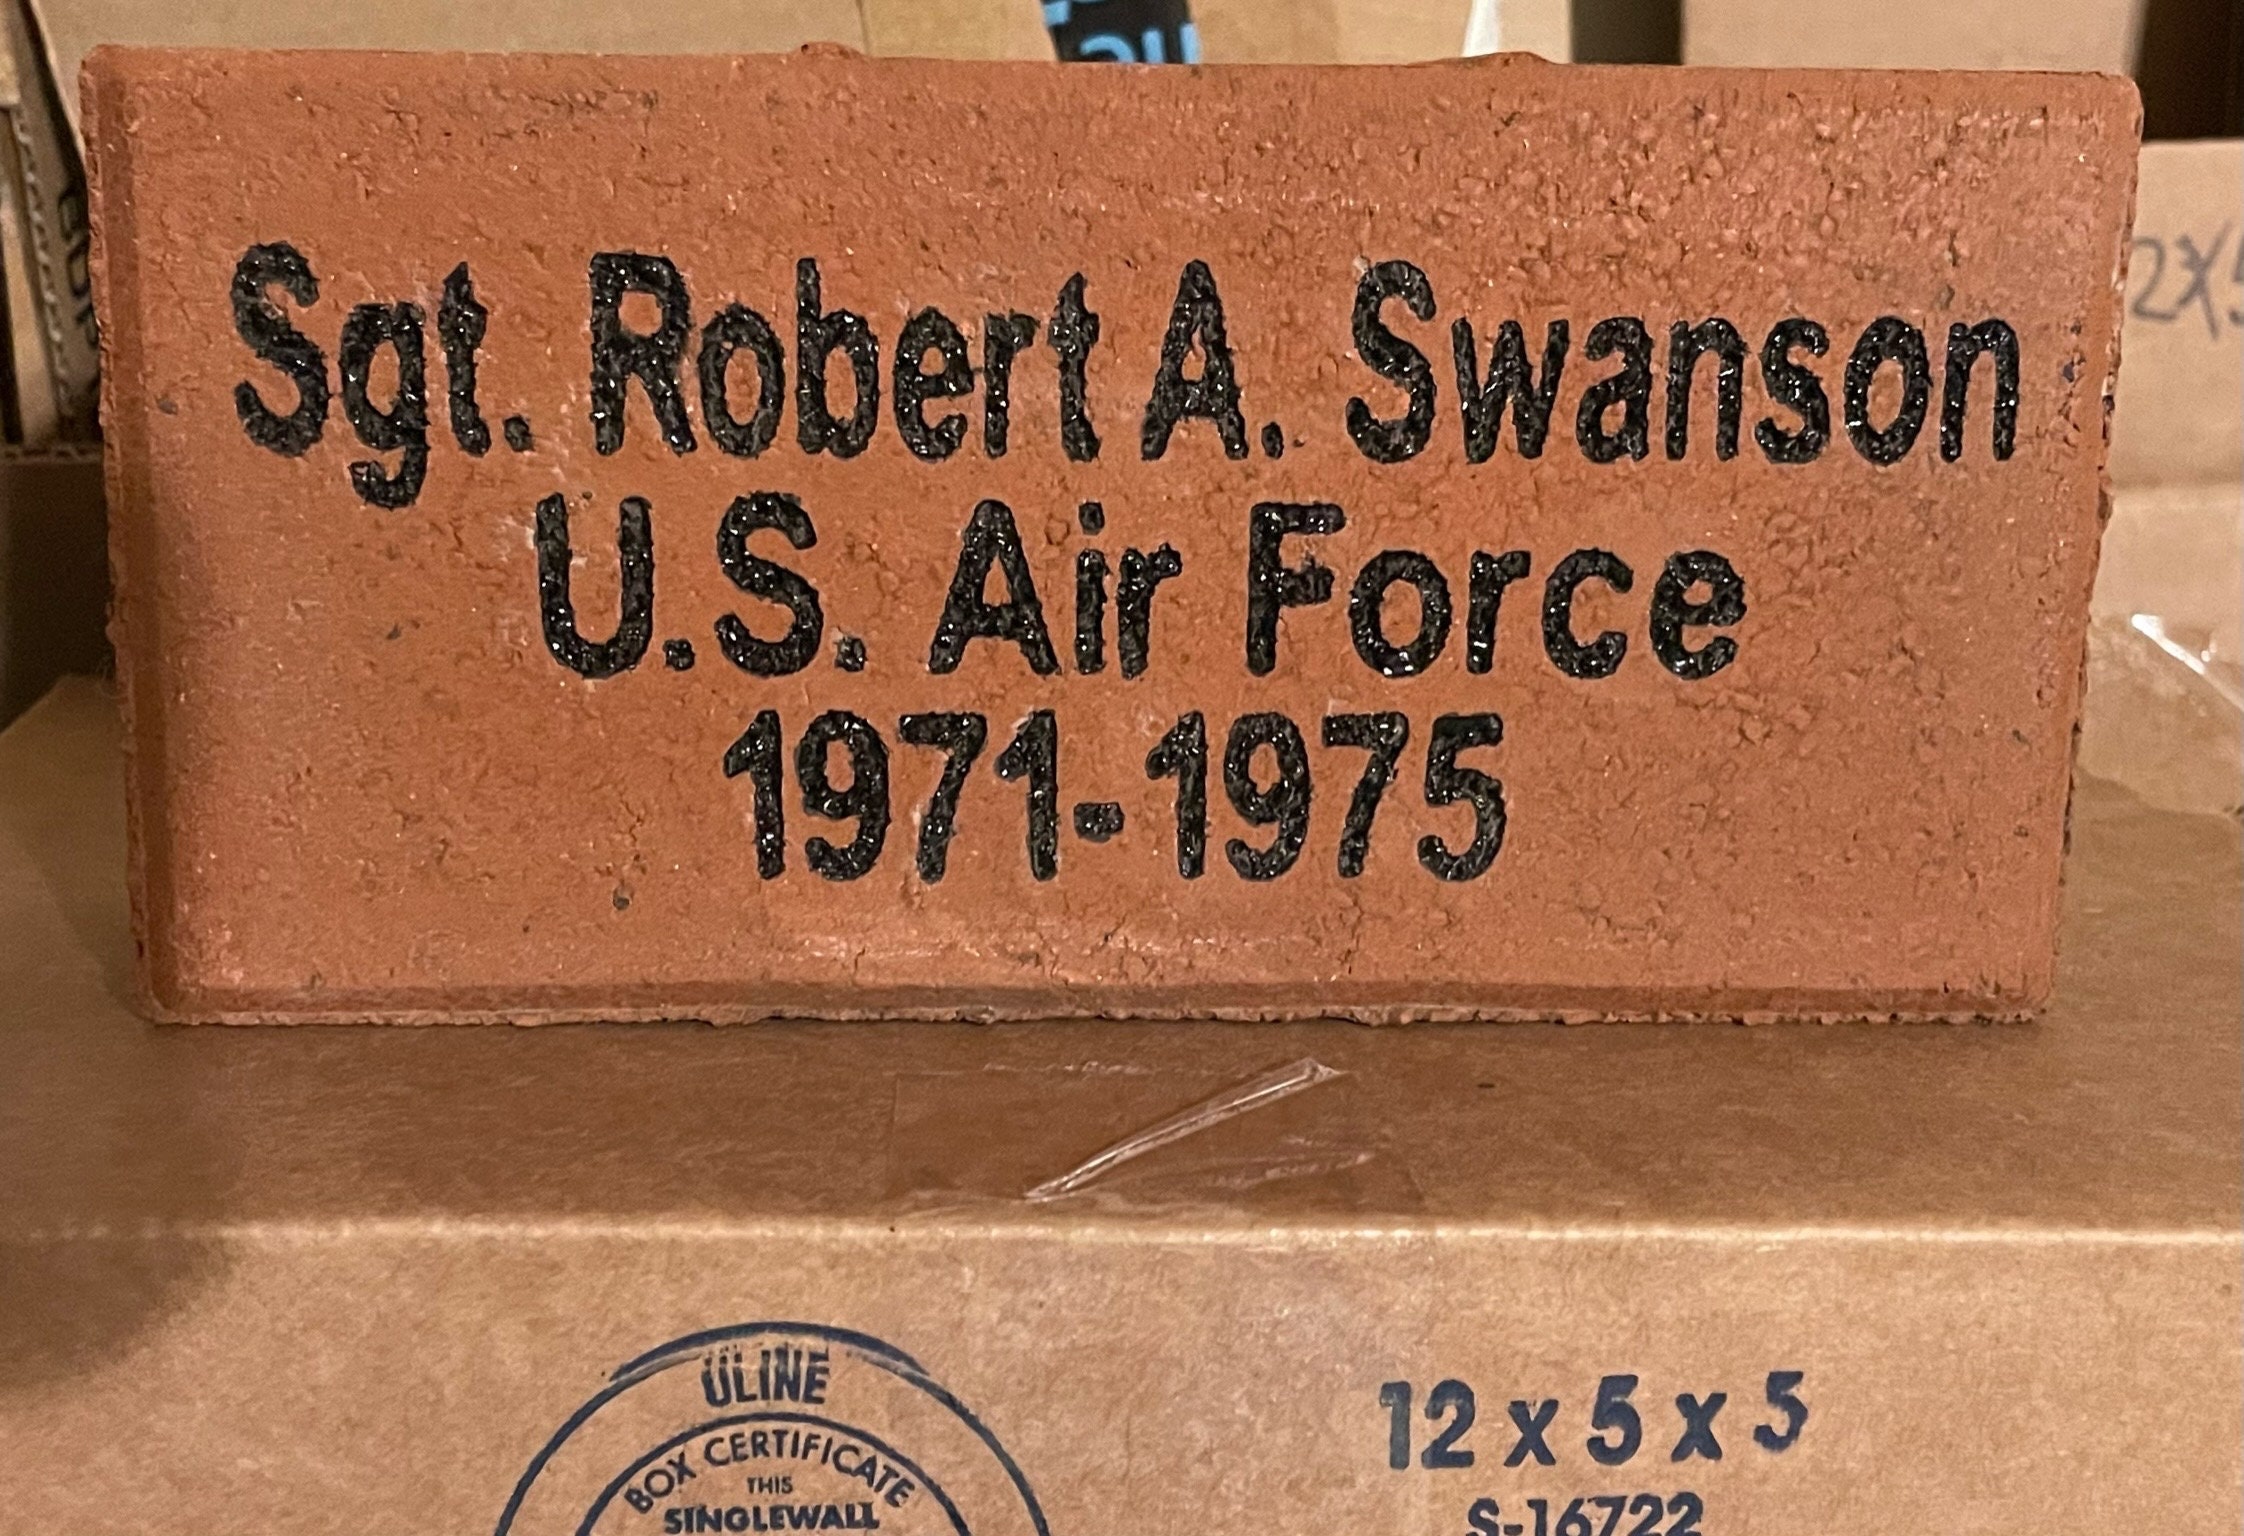 Sgt. Robert A. Swanson
U.S. Air Force
1971-1975
ULINE
BOX CERTIFICATE
THIS
SINGLEWALL
12 x 5 x 5
S-16722